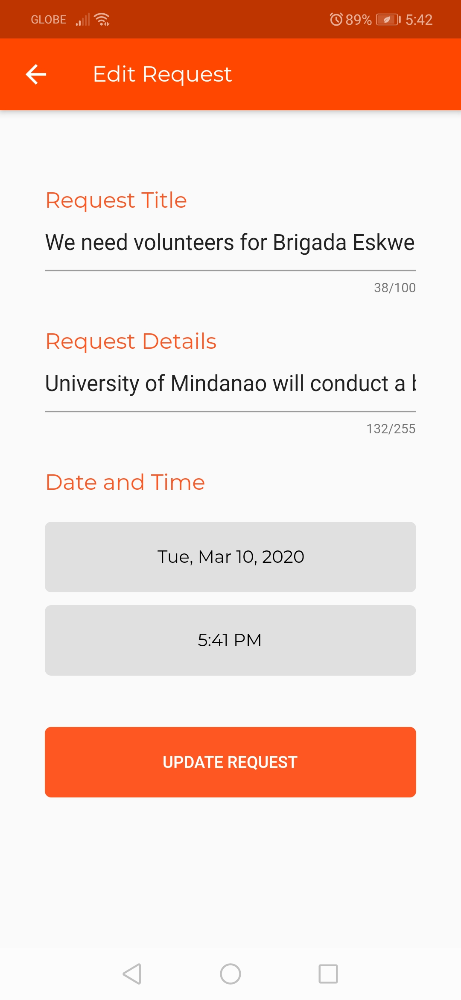 GLOBE 89% 5:42
Edit Request
Request Title
We need volunteers for Brigada Eskwe
38/100
Request Details
University of Mindanao will conduct a
132/255
Date and Time
Tue, Mar 10, 2020
5:41 PM
UPDATE REQUEST